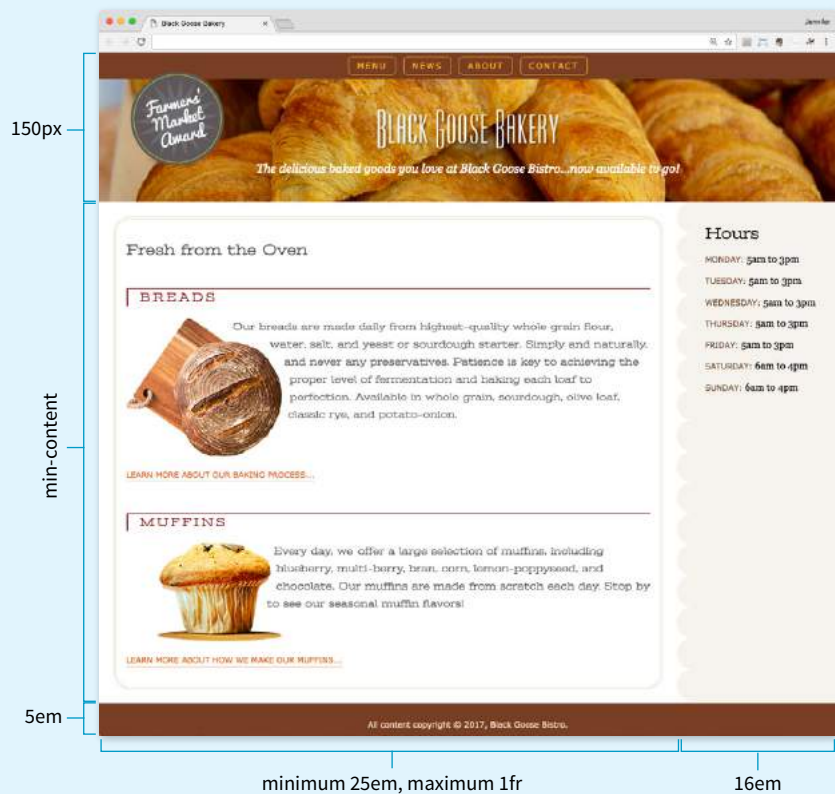 Black Goose Bakery
Jennifer
MENU
NEWS
ABOUT
CONTACT
Farmers'
Market
Award
BLACK GOOSE BAKERY
The delicious baked goods you love at Black Goose Bistro...now available to go!
150px
Fresh from the Oven
BREADS
Our breads are made daily from highest-quality whole grain flour,
water, salt, and yeast or sourdough starter. Simply and naturally,
and never any preservatives. Patience is key to achieving the
proper level of fermentation and baking each loaf to
perfection. Available in whole grain, sourdough, olive loaf,
classic rye, and potato-onion.
LEARN MORE ABOUT OUR BAKING PROCESS...
MUFFINS
Every day, we offer a large selection of muffins, including
blueberry, multi-berry, bran, corn, lemon-poppyseed, and
chocolate. Our muffins are made from scratch each day. Stop by
to see our seasonal muffin flavors!
LEARN MORE ABOUT HOW WE MAKE OUR MUFFINS...
Hours
MONDAY: 5am to 3pm
TUESDAY: 5am to 3pm
WEDNESDAY: 5am to 3pm
THURSDAY: 5am to 3pm
FRIDAY: 5am to 3pm
SATURDAY: 6am to 4pm
SUNDAY: 6am to 4pm
min-content
All content copyright © 2017, Black Goose Bistro.
5em
minimum 25em, maximum 1fr
16em